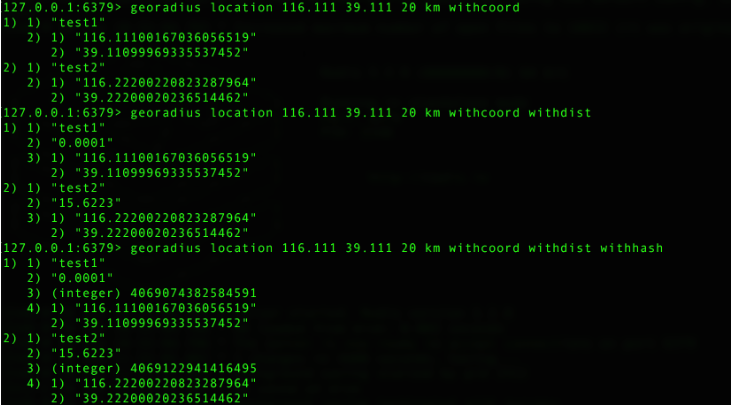 127.0.0.1:6379> georadius location 116.111 39.111 20 km withcoord
1) 1) "test1"
   2) 1) "116.11100167036056519"
      2) "39.11099969335537452"
2) 1) "test2"
   2) 1) "116.22200220823287964"
      2) "39.22200020236514462"
127.0.0.1:6379> georadius location 116.111 39.111 20 km withcoord withdist
1) 1) "test1"
   2) "0.0001"
   3) 1) "116.11100167036056519"
      2) "39.11099969335537452"
2) 1) "test2"
   2) "15.6223"
   3) 1) "116.22200220823287964"
      2) "39.22200020236514462"
127.0.0.1:6379> georadius location 116.111 39.111 20 km withcoord withdist withhash
1) 1) "test1"
   2) "0.0001"
   3) (integer) 4069074382584591
   4) 1) "116.11100167036056519"
      2) "39.11099969335537452"
2) 1) "test2"
   2) "15.6223"
   3) (integer) 4069122941416495
   4) 1) "116.22200220823287964"
      2) "39.22200020236514462"